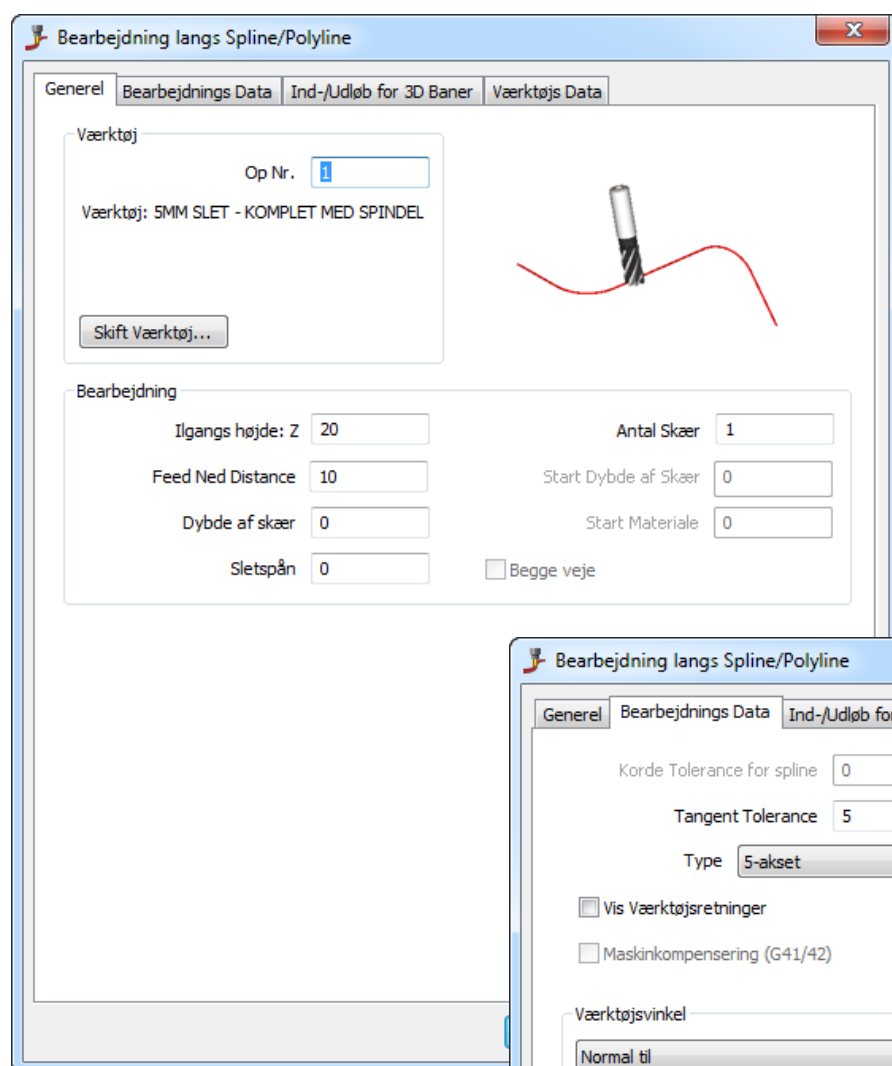 Bearbejdning langs Spline/Polyline
Generel Bearbejdnings Data Ind-/Udløb for 3D Baner Værktøjs Data
Værktøj
Op Nr. 1
Værktøj: 5MM SLET - KOMPLET MED SPINDEL
Skift Værktøj...
Bearbejdning
Ilgangs højde: Z 20 Antal Skær 1
Feed Ned Distance 10 Start Dybde af Skær 0
Dybde af skær 0 Start Materiale 0
Sletspån 0 Begge veje
Bearbejdning langs Spline/Polyline
Generel Bearbejdnings Data Ind-/Udløb for
Korde Tolerance for spline 0
Tangent Tolerance 5
Type 5-akset
Vis Værktøjsretninger
Maskinkompensering (G41/42)
Værktøjsvinkel
Normal til